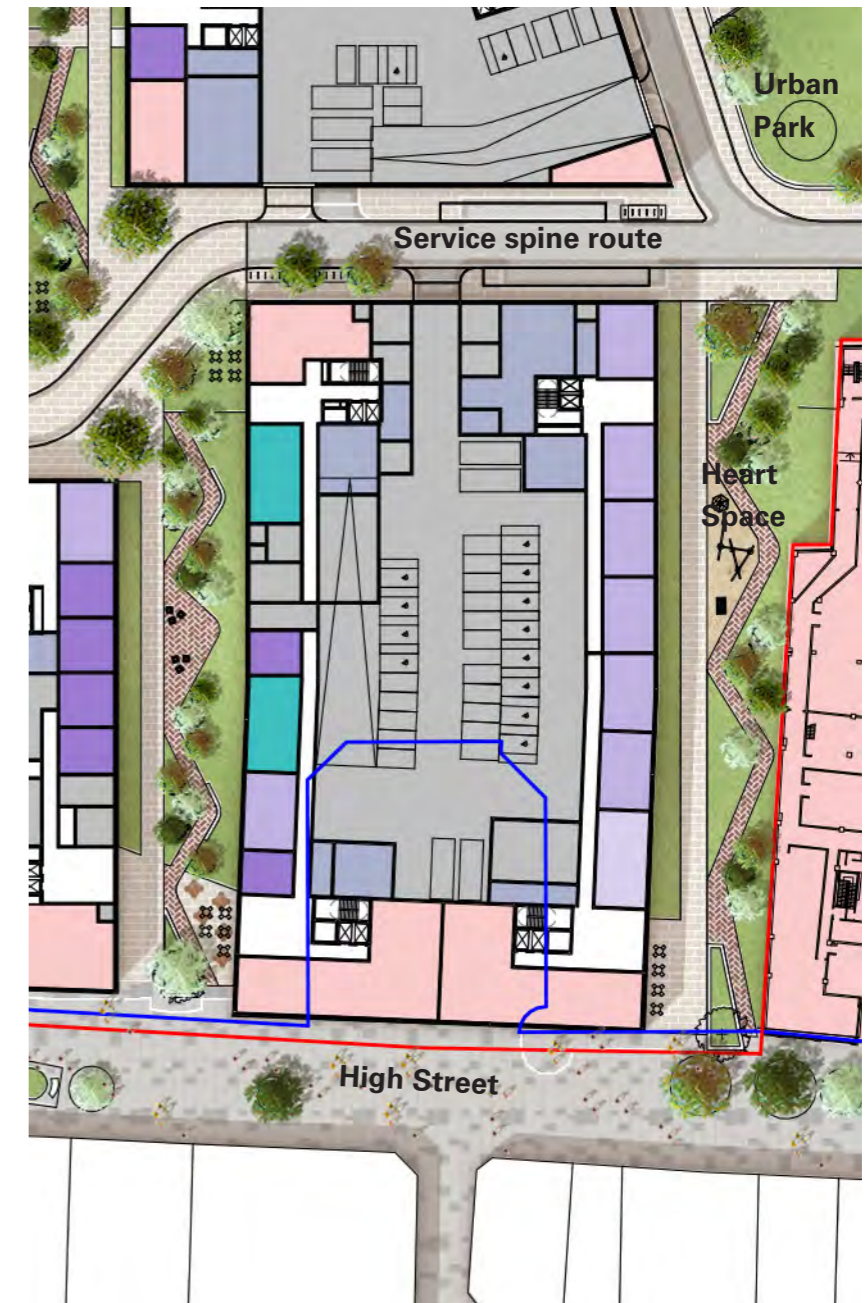 Urban
Park
Service spine route
Heart
Space
High Street